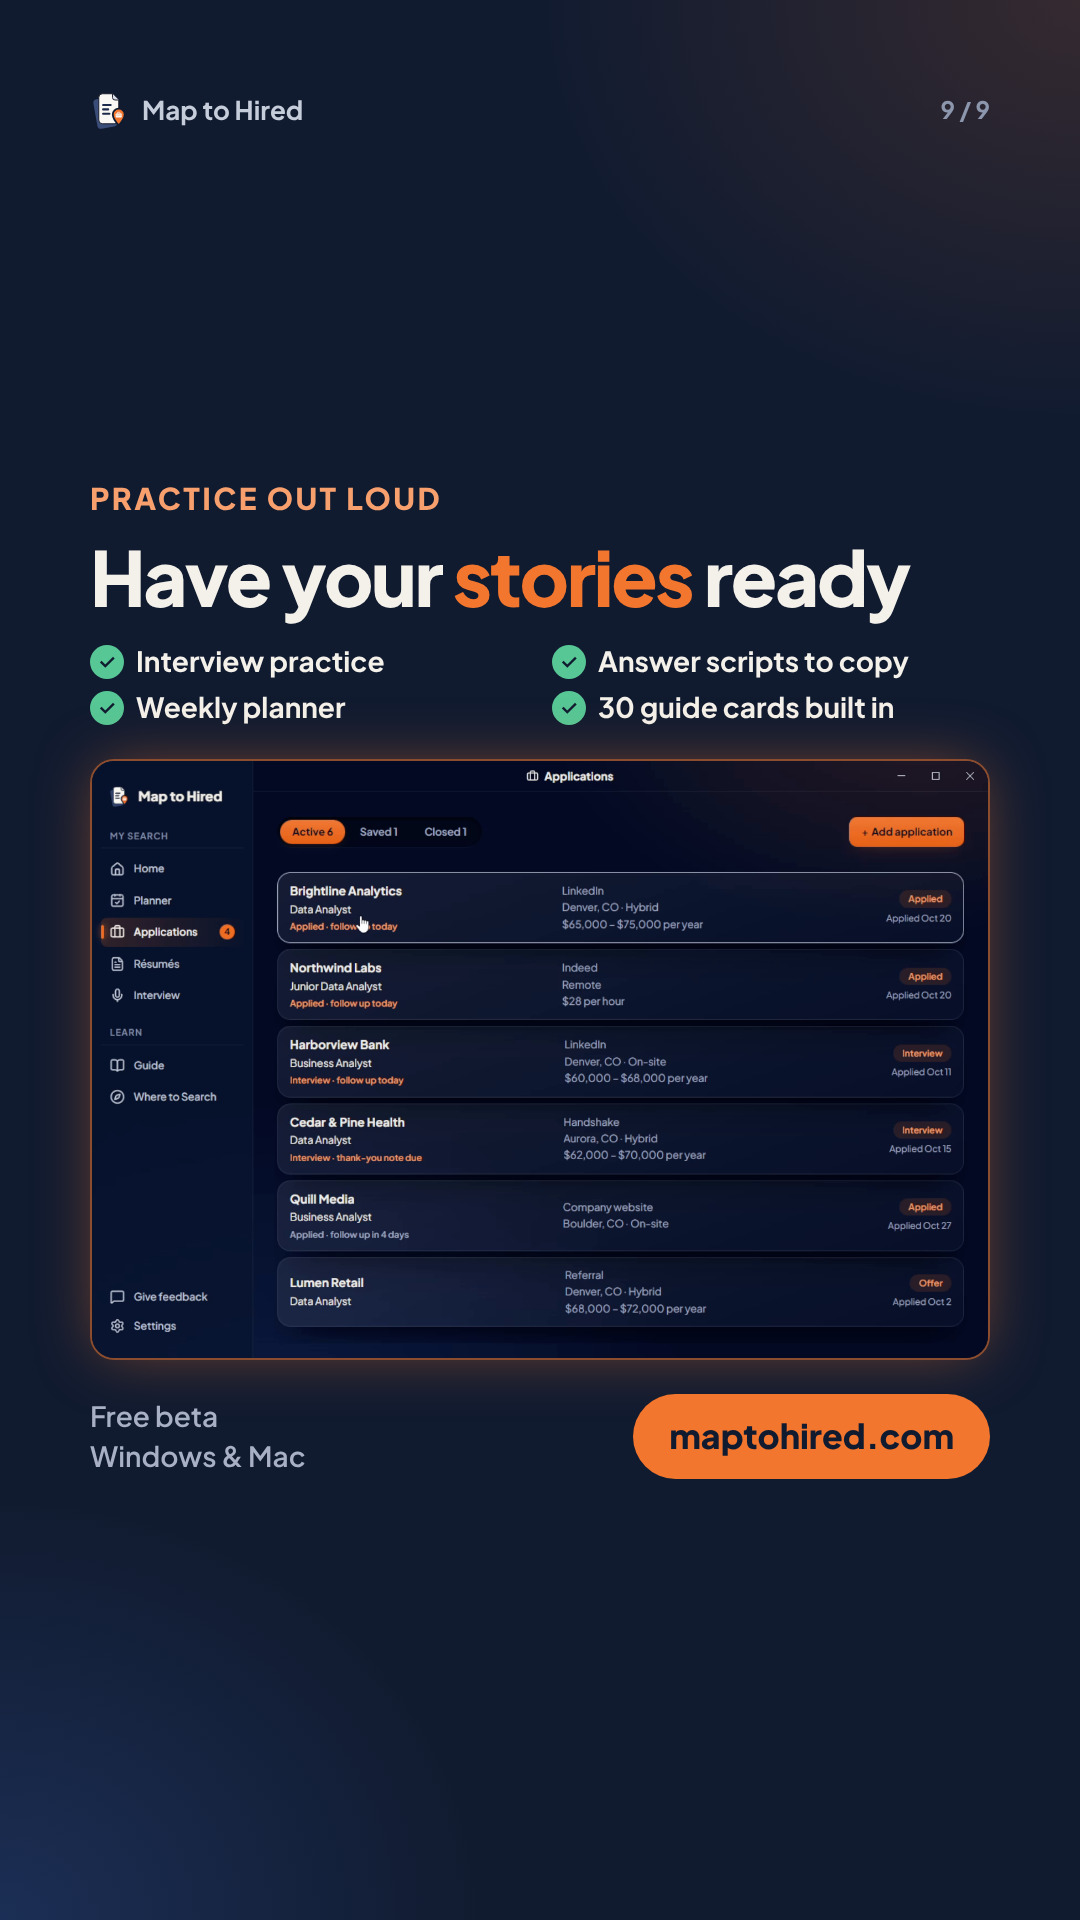 Map to Hired
9 / 9
PRACTICE OUT LOUD
Have your stories ready
Interview practice
Answer scripts to copy
Weekly planner
30 guide cards built in
Map to Hired
MY SEARCH
Home
Planner
Applications 4
Résumés
Interview
LEARN
Guide
Where to Search
Give feedback
Settings
Applications
Active 6
Saved 1
Closed 1
+ Add application
Brightline Analytics
Data Analyst
Applied · follow today
LinkedIn
Denver, CO · Hybrid
$65,000 – $75,000 per year
Applied
Applied Oct 20
Northwind Labs
Junior Data Analyst
Applied · follow up today
Indeed
Remote
$28 per hour
Applied
Applied Oct 20
Harborview Bank
Business Analyst
Interview · follow up today
LinkedIn
Denver, CO · On-site
$60,000 – $68,000 per year
Interview
Applied Oct 11
Cedar & Pine Health
Data Analyst
Interview · thank-you note due
Handshake
Aurora, CO · Hybrid
$62,000 – $70,000 per year
Interview
Applied Oct 15
Quill Media
Business Analyst
Applied · follow up in 4 days
Company website
Boulder, CO · On-site
Applied
Applied Oct 27
Lumen Retail
Data Analyst
Referral
Denver, CO · Hybrid
$68,000 – $72,000 per year
Offer
Applied Oct 2
Free beta
Windows & Mac
maptohired.com